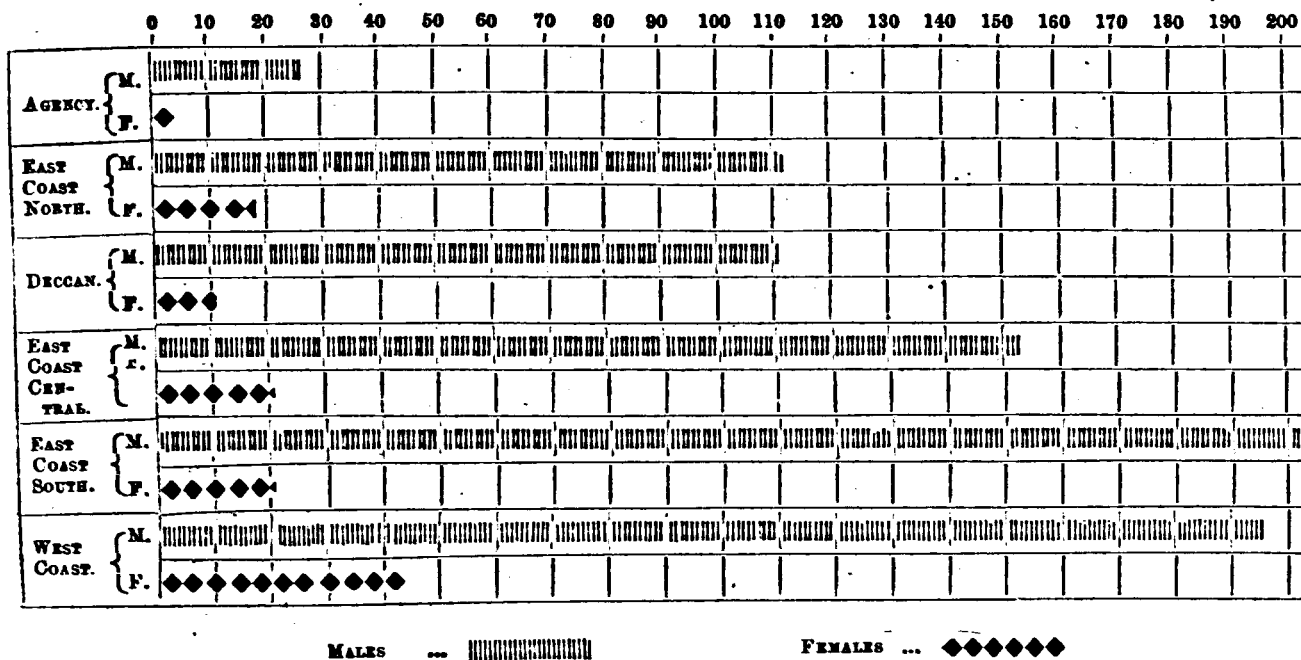 0 10 20 30 40 50 60 70 80 90 100 110 120 130 140 150 160 170 180 190 200
AGENCY.
M.
F.
EAST
COAST
NORTH.
M.
F.
DECCAN.
M.
F.
EAST
COAST
CEN-
TRAL.
M.
F.
EAST
COAST
SOUTH.
M.
F.
WEST
COAST.
M.
F.
MALES ... FEMALES ...